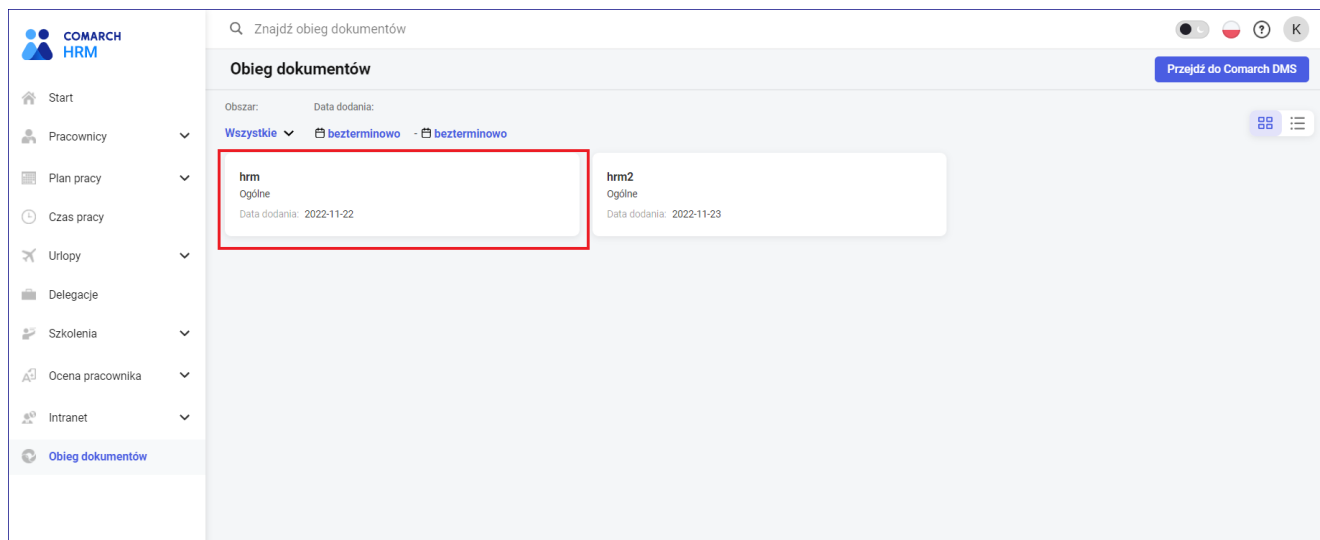 COMARCH
HRM
Start
Pracownicy
Plan pracy
Czas pracy
Urlopy
Delegacje
Szkolenia
Ocena pracownika
Intranet
Obieg dokumentów
Znajdź obieg dokumentów
K
Obieg dokumentów
Przejdź do Comarch DMS
Obszar: Data dodania:
Wszystkie bezterminowo - bezterminowo
hrm
Ogólne
Data dodania: 2022-11-22
hrm2
Ogólne
Data dodania: 2022-11-23